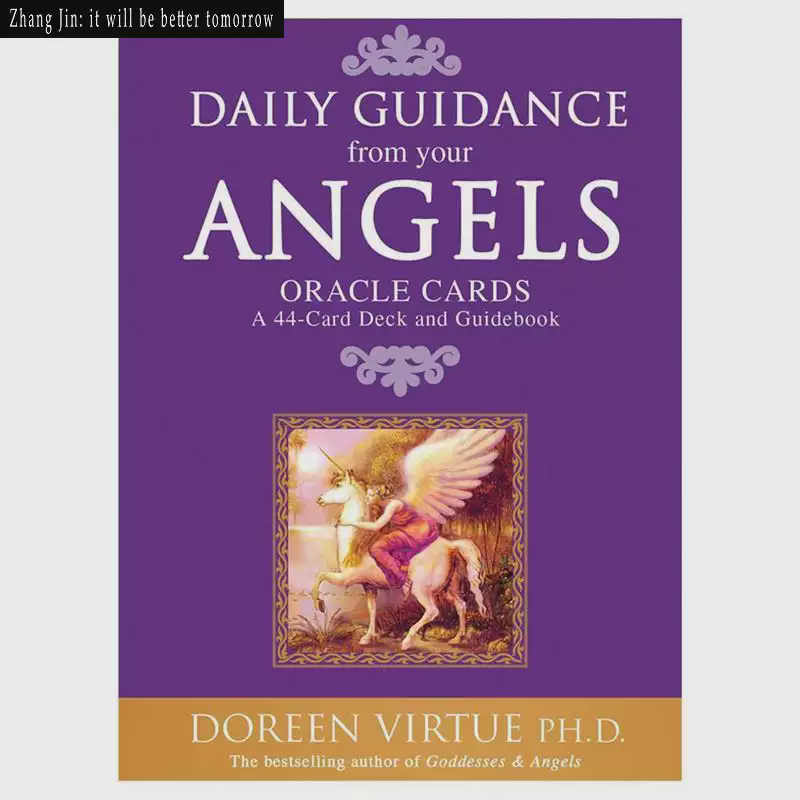 Zhang Jin: it will be better tomorrow
DAILY GUIDANCE
from your
ANGELS
ORACLE CARDS
A 44-Card Deck and Guidebook
DOREEN VIRTUE PH.D.
The bestselling author of Goddesses & Angels